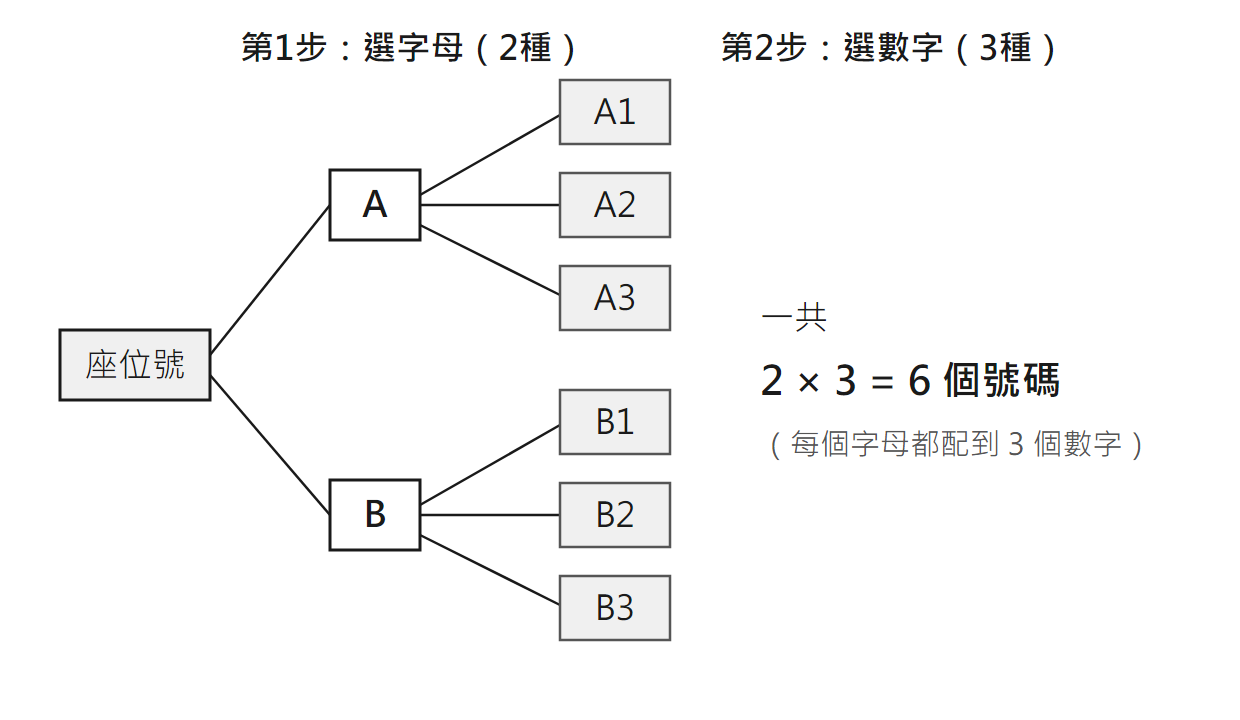 第1步：選字母（2種）
第2步：選數字（3種）
A1
A
A2
A3
座位號
B1
B
B2
B3
一共
2 × 3 = 6 個號碼
（每個字母都配到 3 個數字）